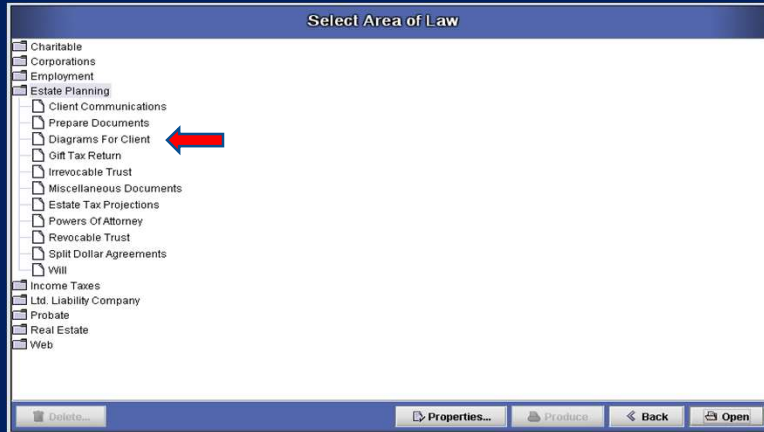 Select Area of Law
Charitable
Corporations
Employment
Estate Planning
Client Communications
Prepare Documents
Diagrams For Client
Gift Tax Return
Irrevocable Trust
Miscellaneous Documents
Estate Tax Projections
Powers Of Attorney
Revocable Trust
Split Dollar Agreements
Will
Income Taxes
Ltd. Liability Company
Probate
Real Estate
Web
Delete... Properties... Produce Back Open